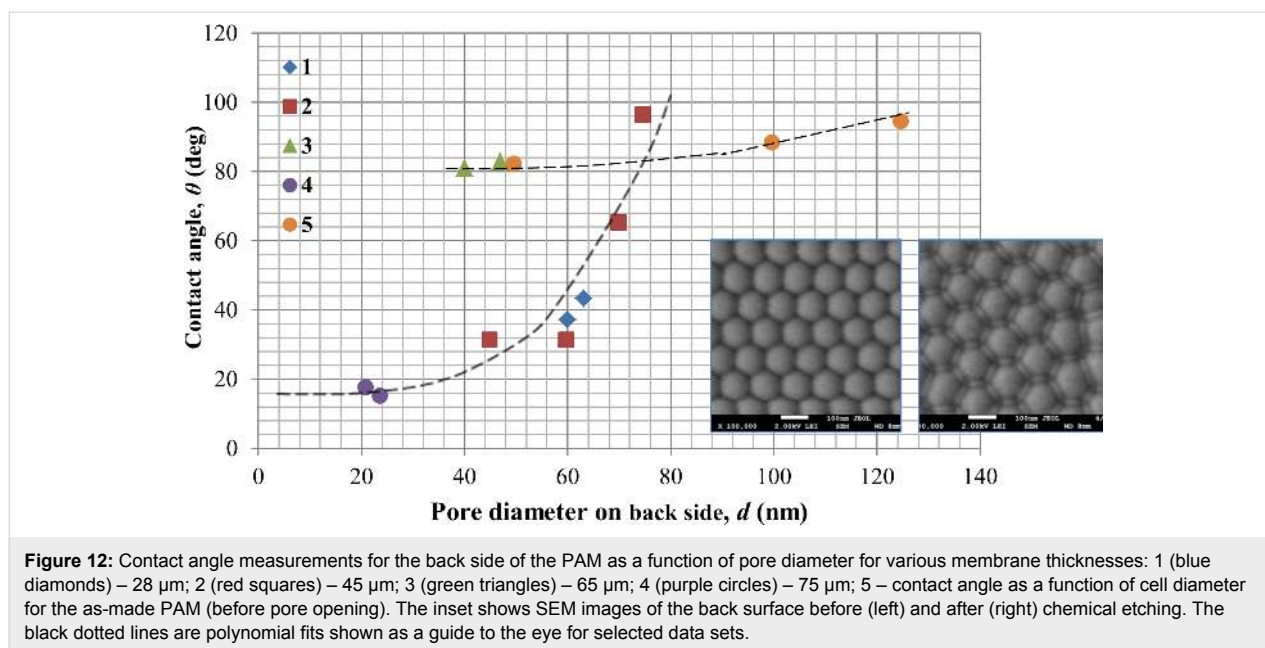 120
100
80
60
40
20
0
Contact angle, θ (deg)
1
2
3
4
5
0 20 40 60 80 100 120 140
Pore diameter on back side, d (nm)
100nm JEOL
X 100,000 2.00kV LEI SEM WD 8mm
100nm JEOL
2.00kV LEI SEM WD 8mm
Figure 12: Contact angle measurements for the back side of the PAM as a function of pore diameter for various membrane thicknesses: 1 (blue
diamonds) – 28 μm; 2 (red squares) – 45 μm; 3 (green triangles) – 65 μm; 4 (purple circles) – 75 μm; 5 – contact angle as a function of cell diameter
for the as-made PAM (before pore opening). The inset shows SEM images of the back surface before (left) and after (right) chemical etching. The
black dotted lines are polynomial fits shown as a guide to the eye for selected data sets.